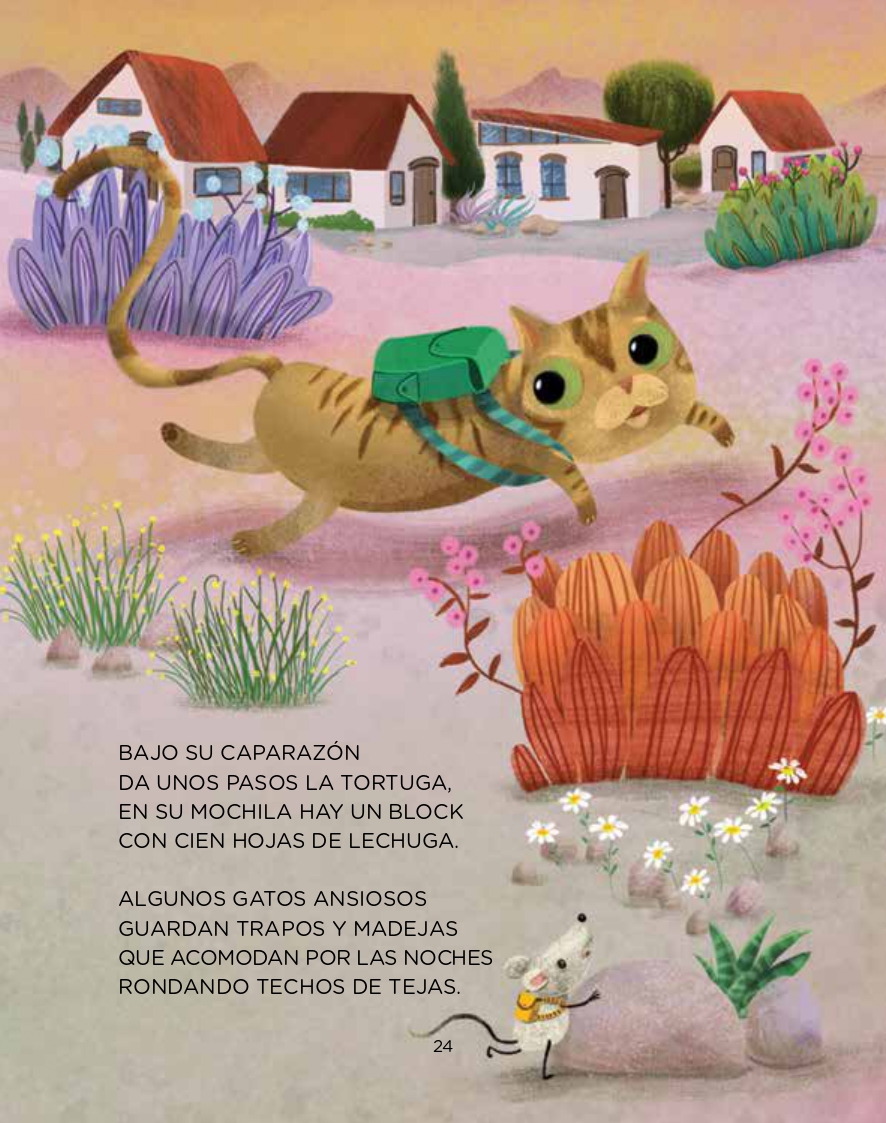 BAJO SU CAPARAZÓN
DA UNOS PASOS LA TORTUGA,
EN SU MOCHILA HAY UN BLOCK
CON CIEN HOJAS DE LECHUGA.

ALGUNOS GATOS ANSIOSOS
GUARDAN TRAPOS Y MADEJAS
QUE ACOMODAN POR LAS NOCHES
RONDANDO TECHOS DE TEJAS.

24